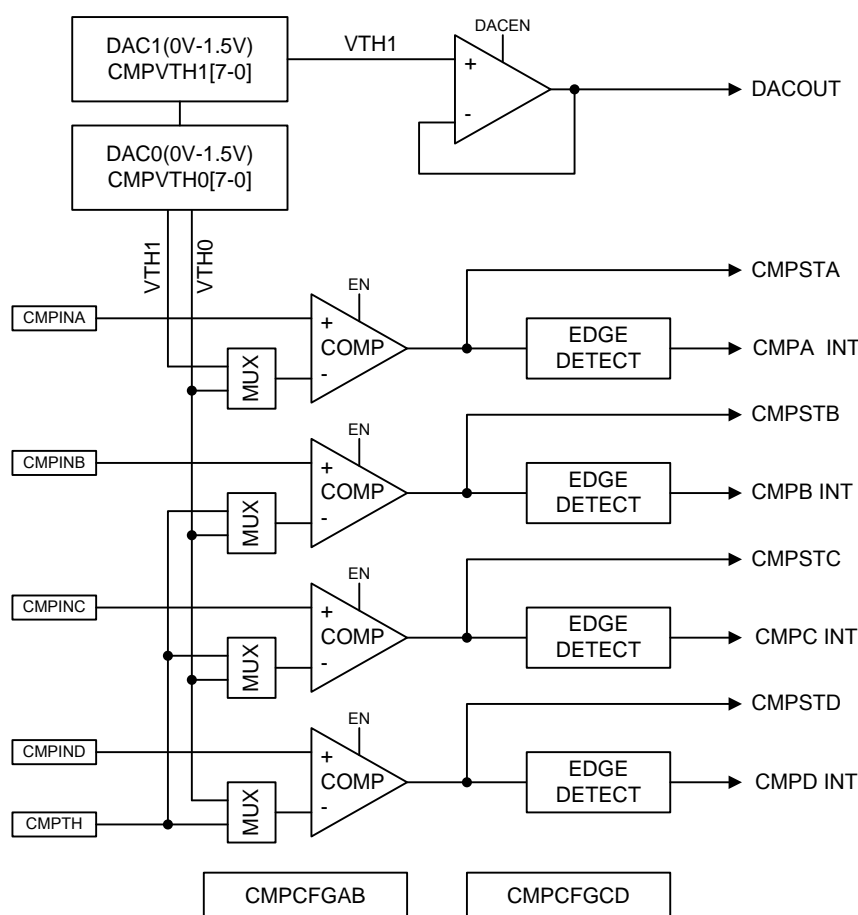 DACEN
DAC1(0V-1.5V)
CMPVTH1[7-0]
VTH1
+
-
DACOUT
DAC0(0V-1.5V)
CMPVTH0[7-0]
VTH1
VTH0
CMPSTA
EN
CMPINA
+
COMP
-
MUX
EDGE
DETECT
CMPA INT
CMPSTB
EN
CMPINB
+
COMP
-
MUX
EDGE
DETECT
CMPB INT
CMPSTC
EN
CMPINC
+
COMP
-
MUX
EDGE
DETECT
CMPC INT
CMPSTD
EN
CMPIND
+
COMP
-
MUX
EDGE
DETECT
CMPD INT
CMPTH
CMPCFGAB
CMPCFGCD